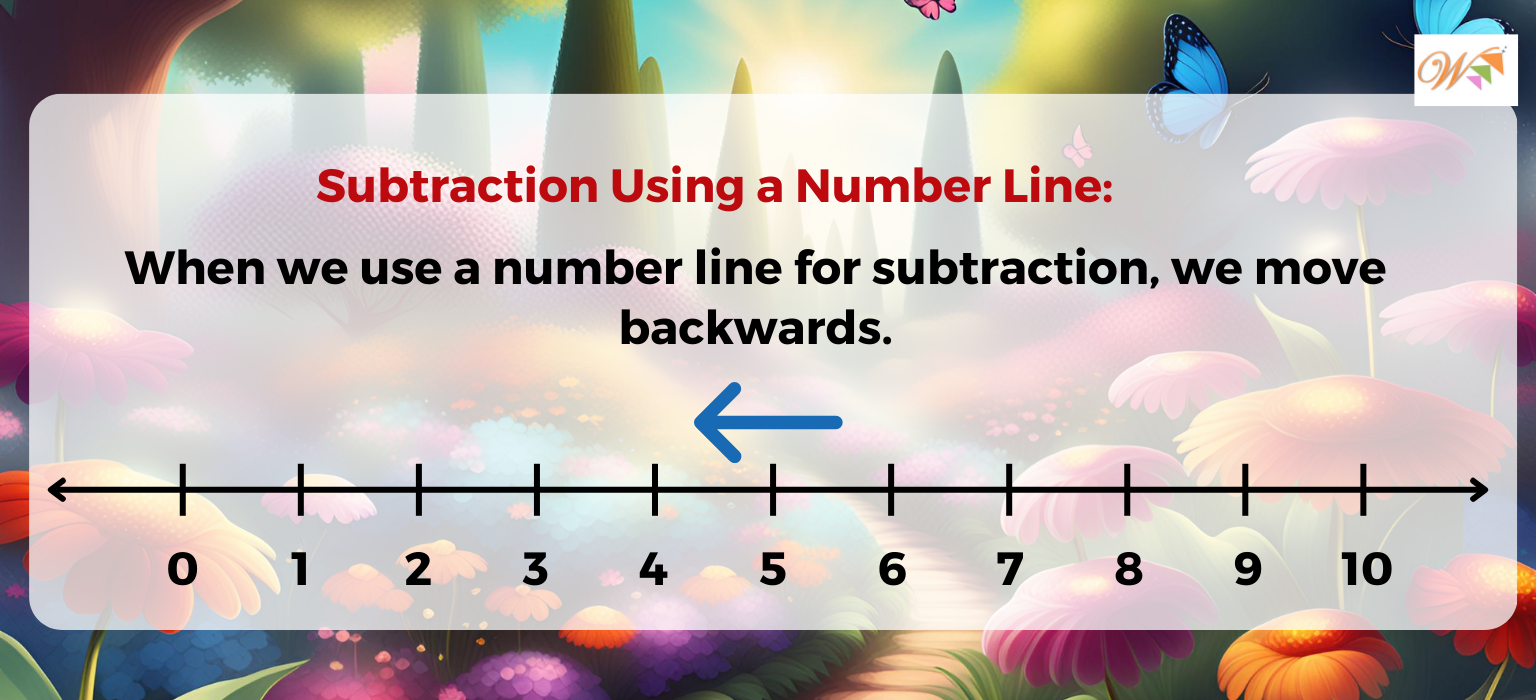 W
Subtraction Using a Number Line:
When we use a number line for subtraction, we move
backwards.
0 1 2 3 4 5 6 7 8 9 10